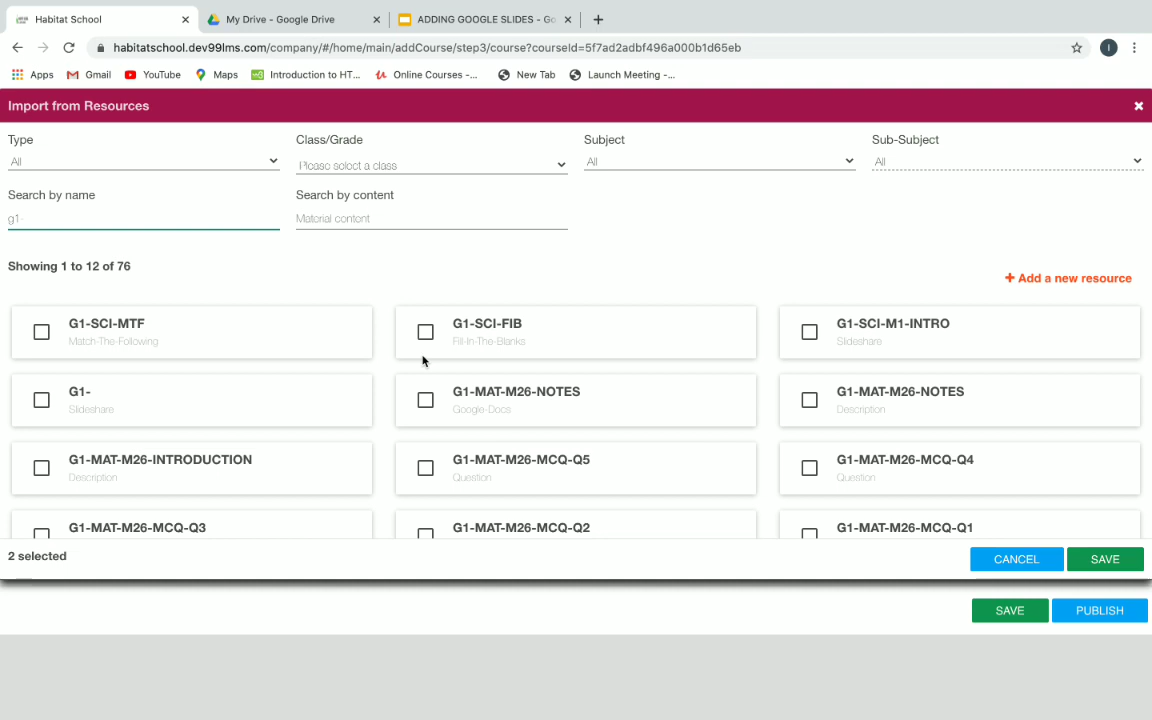 Habitat School
My Drive - Google Drive
ADDING GOOGLE SLIDES - Go
habitatschool.dev99lms.com/company/#/home/main/addCourse/step3/course?courseId=5f7ad2adbf496a000b1d65eb
I
Apps
Gmail
YouTube
Maps
Introduction to HT...
Online Courses -...
New Tab
Launch Meeting -...
Import from Resources
Type
Class/Grade
Subject
Sub-Subject
All
Please select a class
All
All
Search by name
Search by content
g1-
Material content
Showing 1 to 12 of 76
+ Add a new resource
G1-SCI-MTF
Match-The-Following
G1-SCI-FIB
Fill-In-The-Blanks
G1-SCI-M1-INTRO
Slideshare
G1-
Slideshare
G1-MAT-M26-NOTES
Google-Docs
G1-MAT-M26-NOTES
Description
G1-MAT-M26-INTRODUCTION
Description
G1-MAT-M26-MCQ-Q5
Question
G1-MAT-M26-MCQ-Q4
Question
G1-MAT-M26-MCQ-Q3
G1-MAT-M26-MCQ-Q2
G1-MAT-M26-MCQ-Q1
2 selected
CANCEL
SAVE
SAVE
PUBLISH